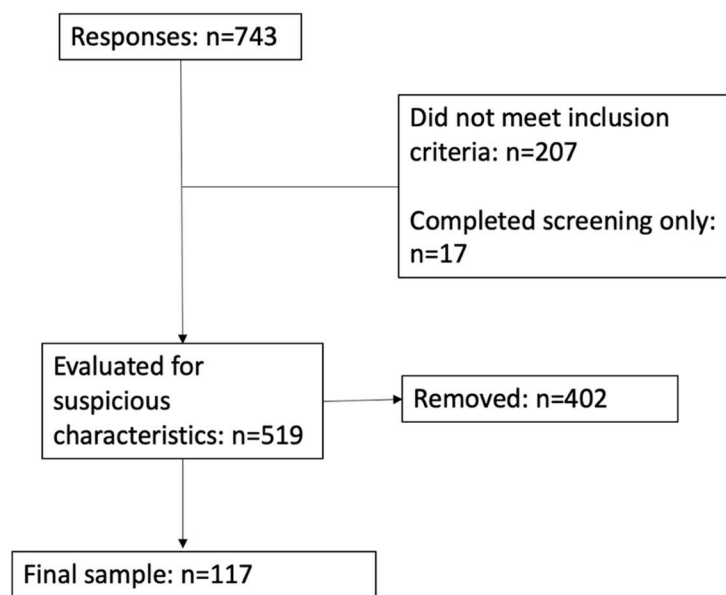 Responses: n=743
Did not meet inclusion
criteria: n=207
Completed screening only:
n=17
Evaluated for
suspicious
characteristics: n=519
Removed: n=402
Final sample: n=117